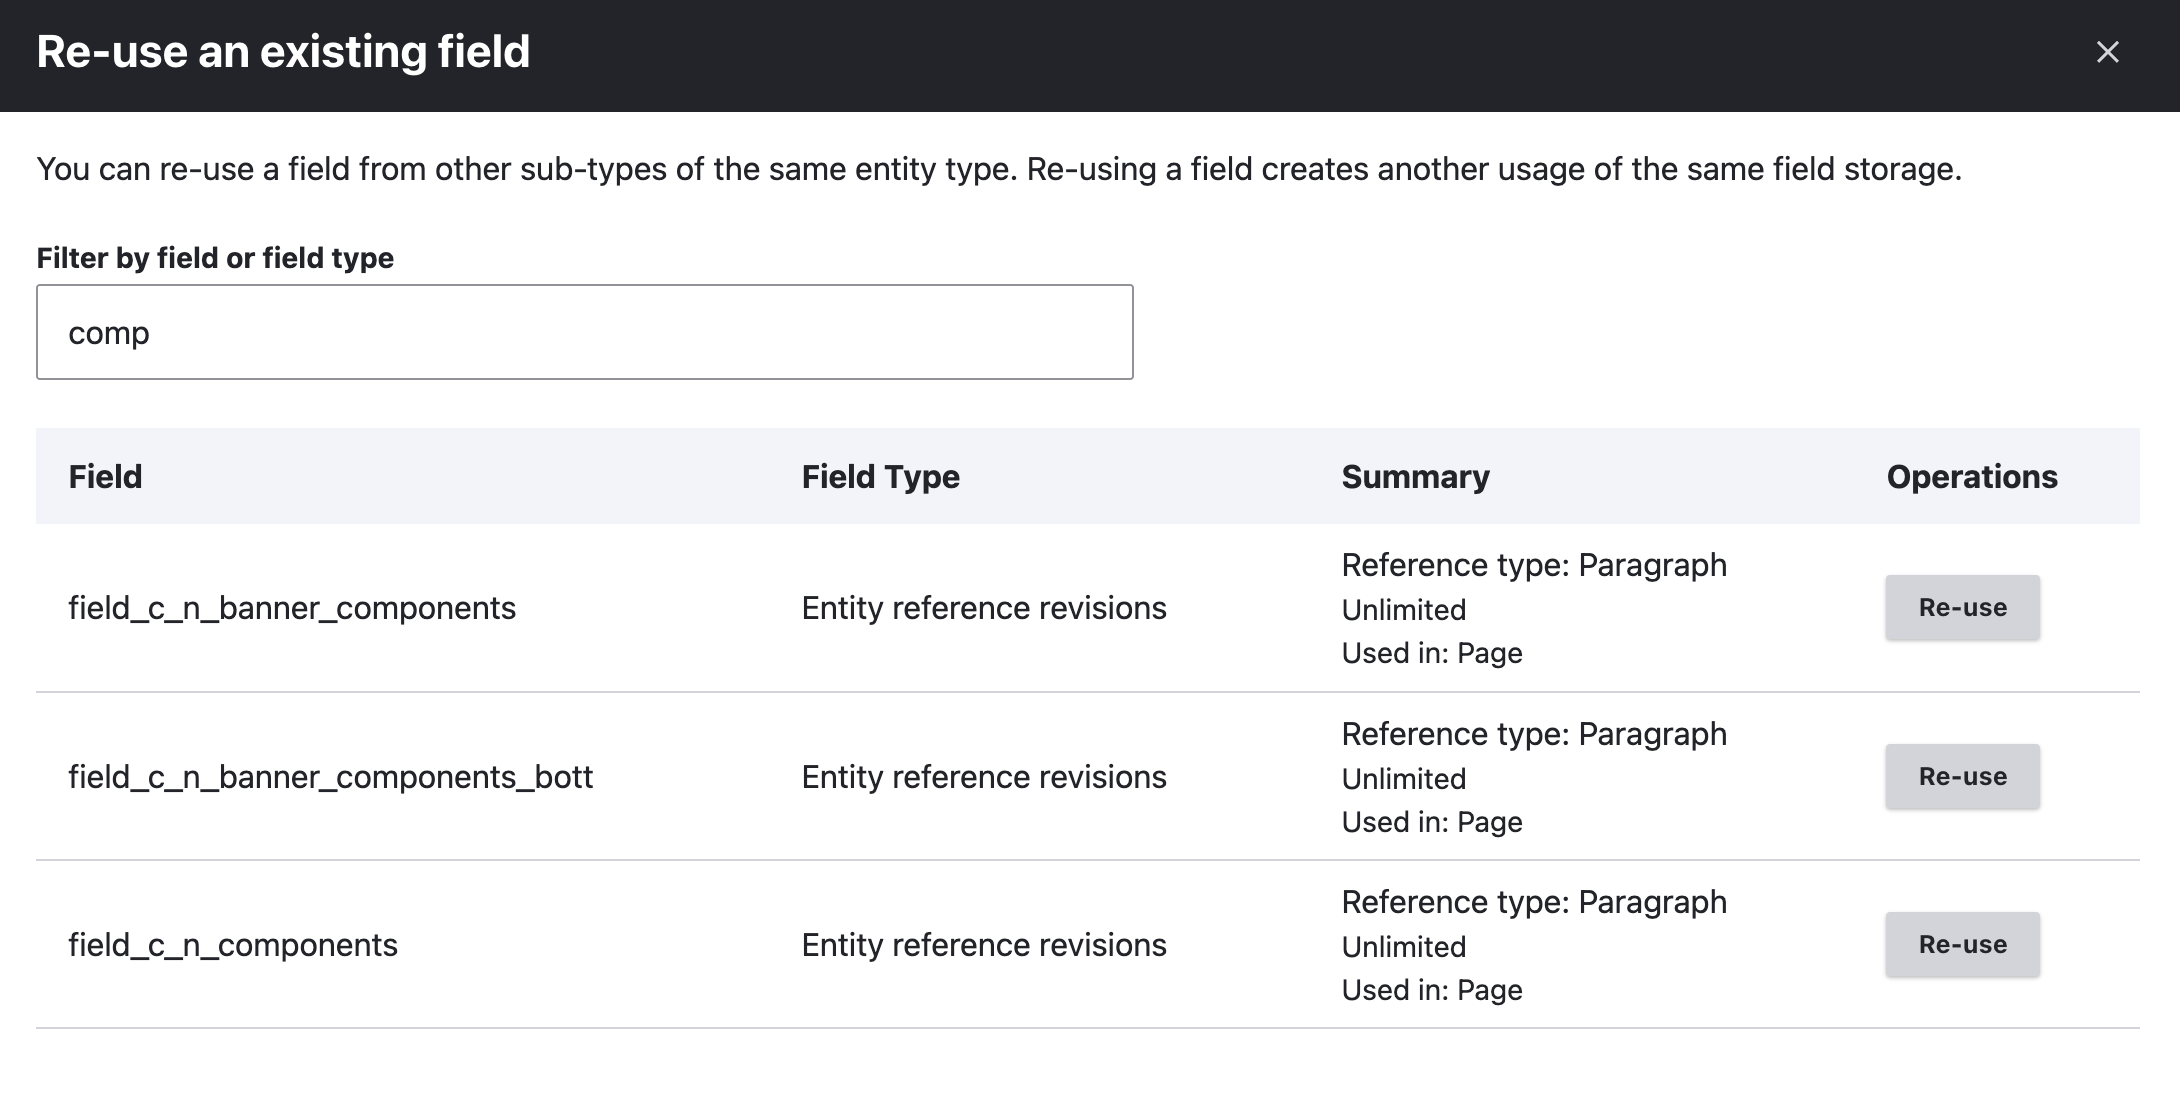 Re-use an existing field
You can re-use a field from other sub-types of the same entity type. Re-using a field creates another usage of the same field storage.
Filter by field or field type
comp
Field Field Type Summary Operations
field_c_n_banner_components Entity reference revisions Reference type: Paragraph Re-use
Unlimited
Used in: Page
field_c_n_banner_components_bott Entity reference revisions Reference type: Paragraph Re-use
Unlimited
Used in: Page
field_c_n_components Entity reference revisions Reference type: Paragraph Re-use
Unlimited
Used in: Page